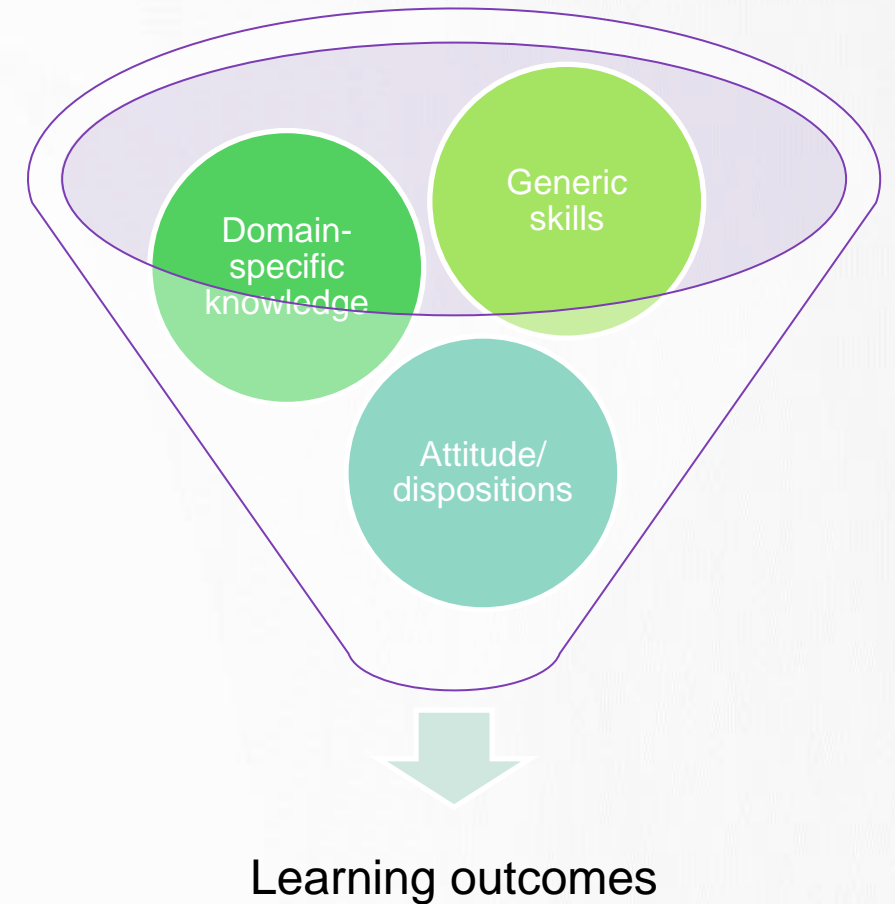 Generic
skills
Domain-
specific
knowledge
Attitude/
dispositions
Learning outcomes